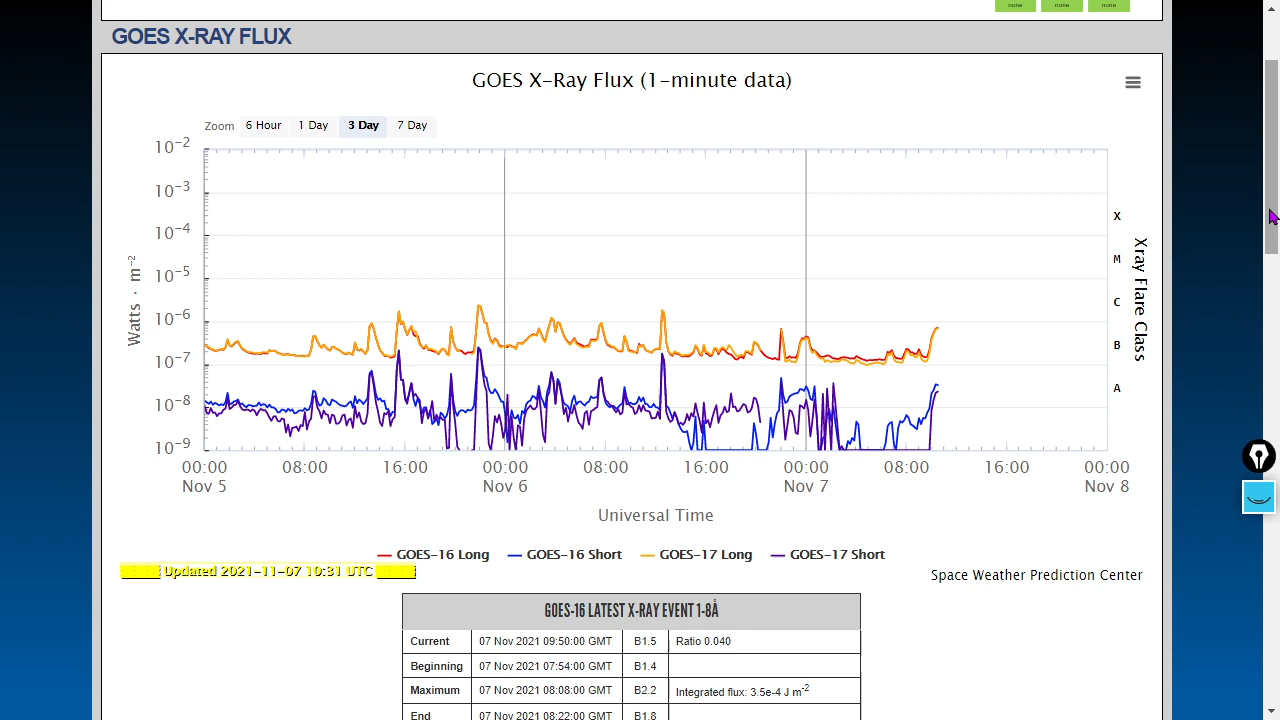 none none none
GOES X-RAY FLUX
GOES X-Ray Flux (1-minute data)
Zoom 6 Hour 1 Day 3 Day 7 Day
10-2
10-3
10-4
10-5
10-6
10-7
10-8
10-9
Watts · m-2
X
M
C
B
A
Xray Flare Class
00:00 08:00 16:00 00:00 08:00 16:00 00:00 08:00 16:00 00:00
Nov 5 Nov 6 Nov 7 Nov 8
Universal Time
GOES-16 Long GOES-16 Short GOES-17 Long GOES-17 Short
Updated 2021-11-07 10:31 UTC
Space Weather Prediction Center
GOES-16 LATEST X-RAY EVENT 1-8Å
Current 07 Nov 2021 09:50:00 GMT B1.5 Ratio 0.040
Beginning 07 Nov 2021 07:54:00 GMT B1.4
Maximum 07 Nov 2021 08:08:00 GMT B2.2 Integrated flux: 3.5e-4 J m-2
End 07 Nov 2021 08:22:00 GMT B1.8